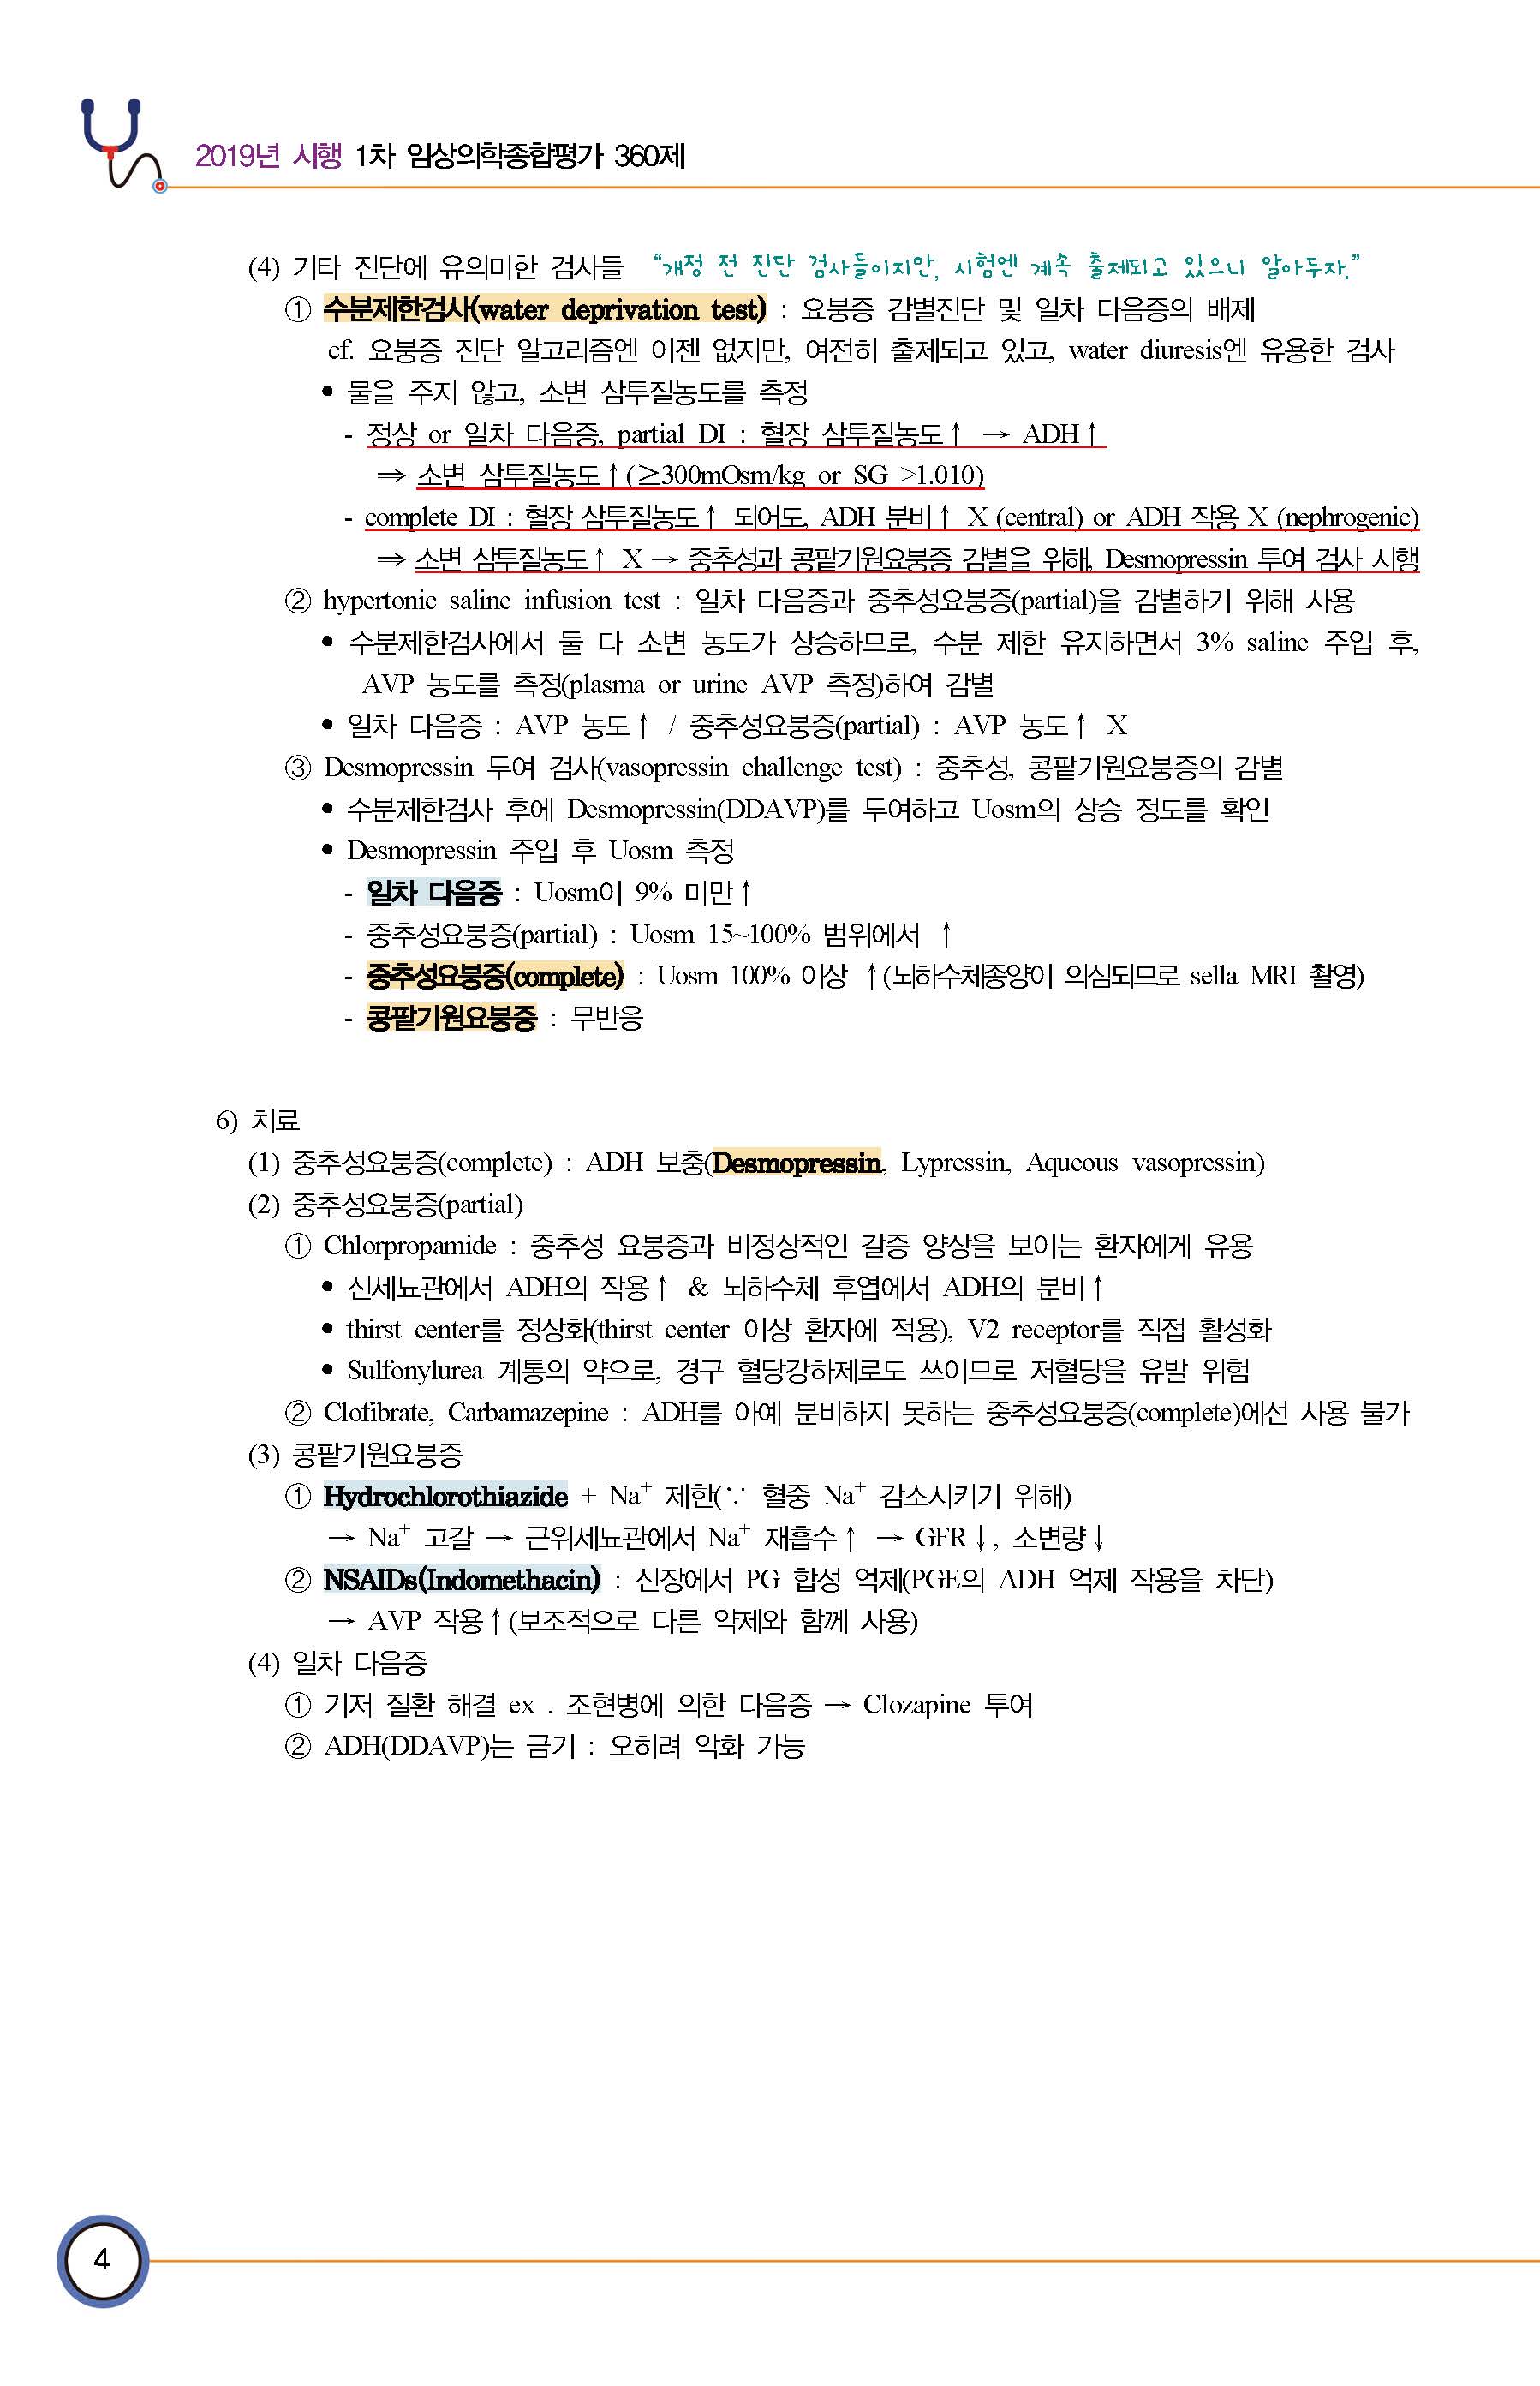 2019년 시행 1차 임상의학종합평가 360제
(4) 기타 진단에 유의미한 검사들 “개정 전 진단 검사들이지만, 시험엔 계속 출제되고 있으니 알아두자.”
① 수분제한검사(water deprivation test) : 요붕증 감별진단 및 일차 다음증의 배제
cf. 요붕증 진단 알고리즘엔 이젠 없지만, 여전히 출제되고 있고, water diuresis엔 유용한 검사
• 물을 주지 않고, 소변 삼투질농도를 측정
- 정상 or 일차 다음증, partial DI : 혈장 삼투질농도↑ → ADH↑
⇒ 소변 삼투질농도↑(≥300mOsm/kg or SG >1.010)
- complete DI : 혈장 삼투질농도↑ 되어도, ADH 분비↑ X (central) or ADH 작용 X (nephrogenic)
⇒ 소변 삼투질농도↑ X → 중추성과 콩팥기원요붕증 감별을 위해, Desmopressin 투여 검사 시행
② hypertonic saline infusion test : 일차 다음증과 중추성요붕증(partial)을 감별하기 위해 사용
• 수분제한검사에서 둘 다 소변 농도가 상승하므로, 수분 제한 유지하면서 3% saline 주입 후,
AVP 농도를 측정(plasma or urine AVP 측정)하여 감별
• 일차 다음증 : AVP 농도↑ / 중추성요붕증(partial) : AVP 농도↑ X
③ Desmopressin 투여 검사(vasopressin challenge test) : 중추성, 콩팥기원요붕증의 감별
• 수분제한검사 후에 Desmopressin(DDAVP)를 투여하고 Uosm의 상승 정도를 확인
• Desmopressin 주입 후 Uosm 측정
- 일차 다음증 : Uosm이 9% 미만↑
- 중추성요붕증(partial) : Uosm 15~100% 범위에서 ↑
- 중추성요붕증(complete) : Uosm 100% 이상 ↑(뇌하수체종양이 의심되므로 sella MRI 촬영)
- 콩팥기원요붕증 : 무반응
6) 치료
(1) 중추성요붕증(complete) : ADH 보충(Desmopressin, Lypressin, Aqueous vasopressin)
(2) 중추성요붕증(partial)
① Chlorpropamide : 중추성 요붕증과 비정상적인 갈증 양상을 보이는 환자에게 유용
• 신세뇨관에서 ADH의 작용↑ & 뇌하수체 후엽에서 ADH의 분비↑
• thirst center를 정상화(thirst center 이상 환자에 적용), V2 receptor를 직접 활성화
• Sulfonylurea 계통의 약으로, 경구 혈당강하제로도 쓰이므로 저혈당을 유발 위험
② Clofibrate, Carbamazepine : ADH를 아예 분비하지 못하는 중추성요붕증(complete)에선 사용 불가
(3) 콩팥기원요붕증
① Hydrochlorothiazide + Na⁺ 제한(∵ 혈중 Na⁺ 감소시키기 위해)
→ Na⁺ 고갈 → 근위세뇨관에서 Na⁺ 재흡수↑ → GFR↓, 소변량↓
② NSAIDs(Indomethacin) : 신장에서 PG 합성 억제(PGE의 ADH 억제 작용을 차단)
→ AVP 작용↑(보조적으로 다른 약제와 함께 사용)
(4) 일차 다음증
① 기저 질환 해결 ex . 조현병에 의한 다음증 → Clozapine 투여
② ADH(DDAVP)는 금기 : 오히려 악화 가능
4